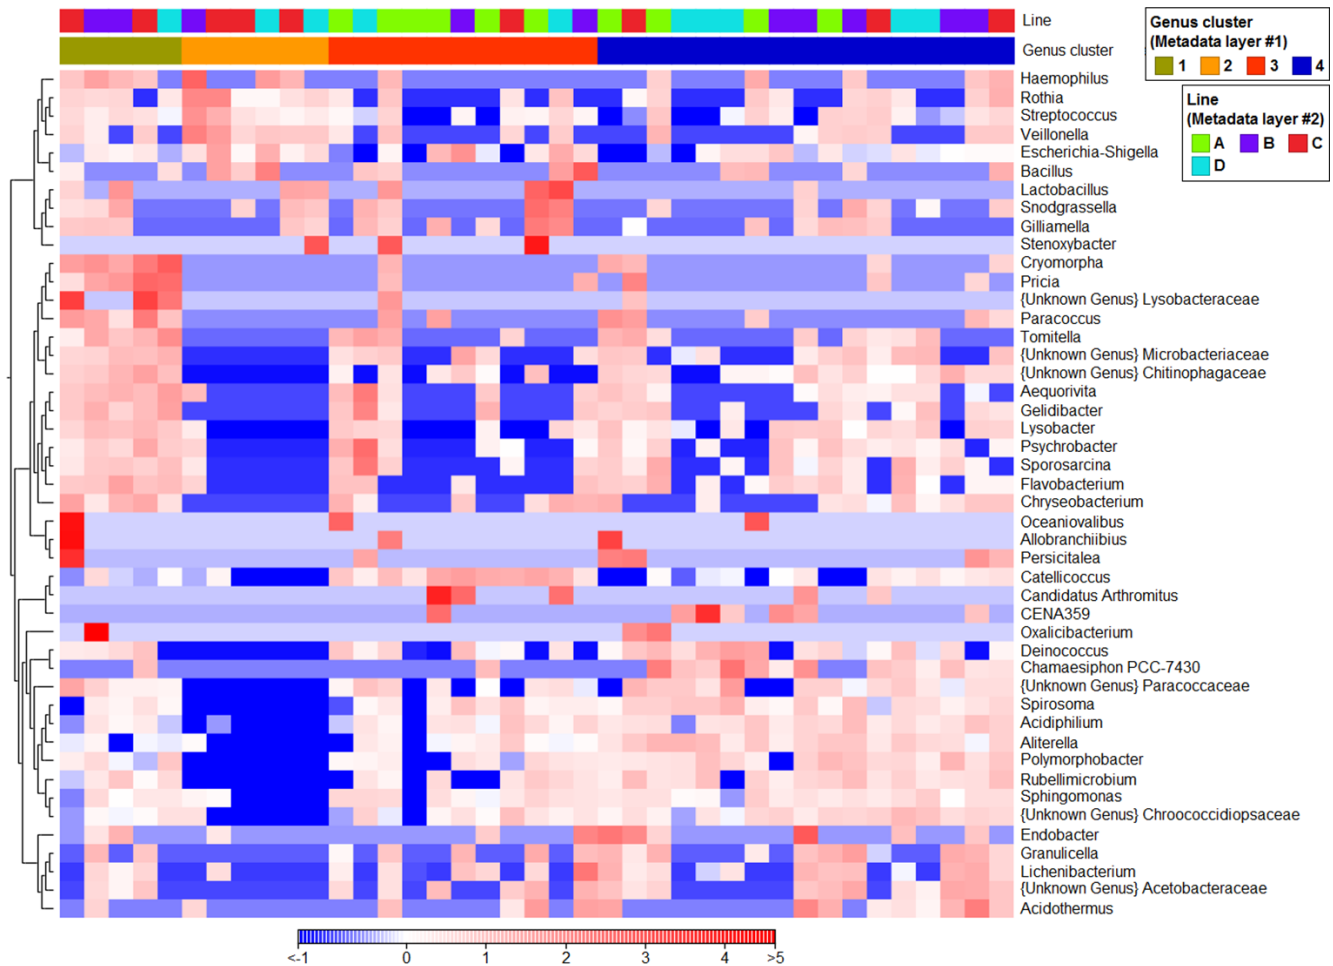 Line
Genus cluster
Genus cluster
(Metadata layer #1)
1 2 3 4
Line
(Metadata layer #2)
A B C
D
Haemophilus
Rothia
Streptococcus
Veillonella
Escherichia-Shigella
Bacillus
Lactobacillus
Snodgrassella
Gilliamella
Stenoxybacter
Cryomorpha
Pricia
{Unknown Genus} Lysobacteraceae
Paracoccus
Tomitella
{Unknown Genus} Microbacteriaceae
{Unknown Genus} Chitinophagaceae
Aequorivita
Gelidibacter
Lysobacter
Psychrobacter
Sporosarcina
Flavobacterium
Chryseobacterium
Oceaniovalibus
Allobranchiibius
Persicitalea
Catellicoccus
Candidatus Arthromitus
CENA359
Oxalicibacterium
Deinococcus
Chamaesiphon PCC-7430
{Unknown Genus} Paracoccaceae
Spirosoma
Acidiphilium
Aliterella
Polymorphobacter
Rubellimicrobium
Sphingomonas
{Unknown Genus} Chroococcidiopsaceae
Endobacter
Granulicella
Lichenibacterium
{Unknown Genus} Acetobacteraceae
Acidothermus
<-1 0 1 2 3 4 >5